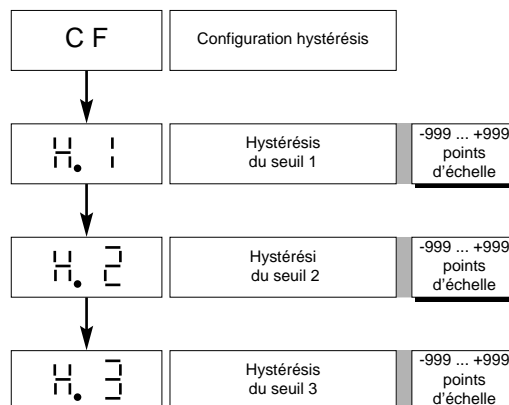 C F
Configuration hystérésis
H. 1
Hystérésis
du seuil 1
-999 ... +999
points
d'échelle
H. 2
Hystérési
du seuil 2
-999 ... +999
points
d'échelle
H. 3
Hystérésis
du seuil 3
-999 ... +999
points
d'échelle